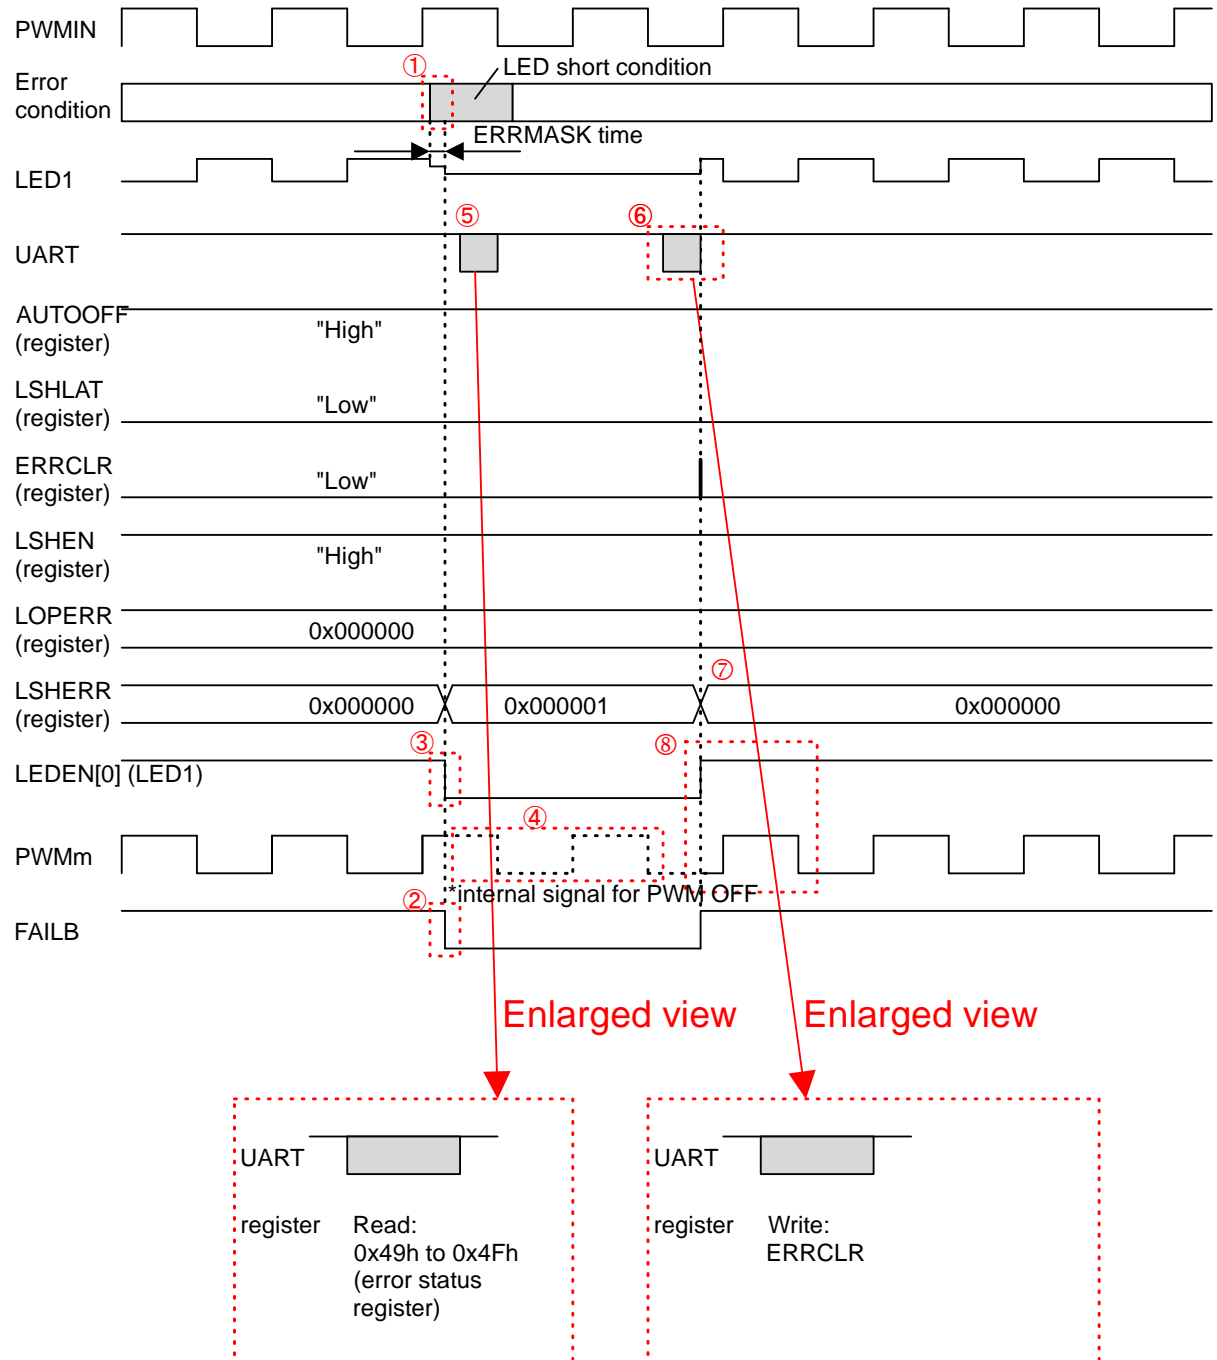 PWMIN
①
LED short condition
Error
condition
ERRMASK time
LED1
⑤
⑥
UART
AUTOOFF
(register)
"High"
LSHLAT
(register)
"Low"
ERRCLR
(register)
"Low"
LSHEN
(register)
"High"
LOPERR
(register)
0x000000
⑦
LSHERR
(register)
0x000000
0x000001
0x000000
③
⑧
LEDEN[0] (LED1)
④
PWMm
*internal signal for PWM OFF
②
FAILB
Enlarged view
Enlarged view
UART
register
Read:
0x49h to 0x4Fh
(error status
register)
UART
register
Write:
ERRCLR